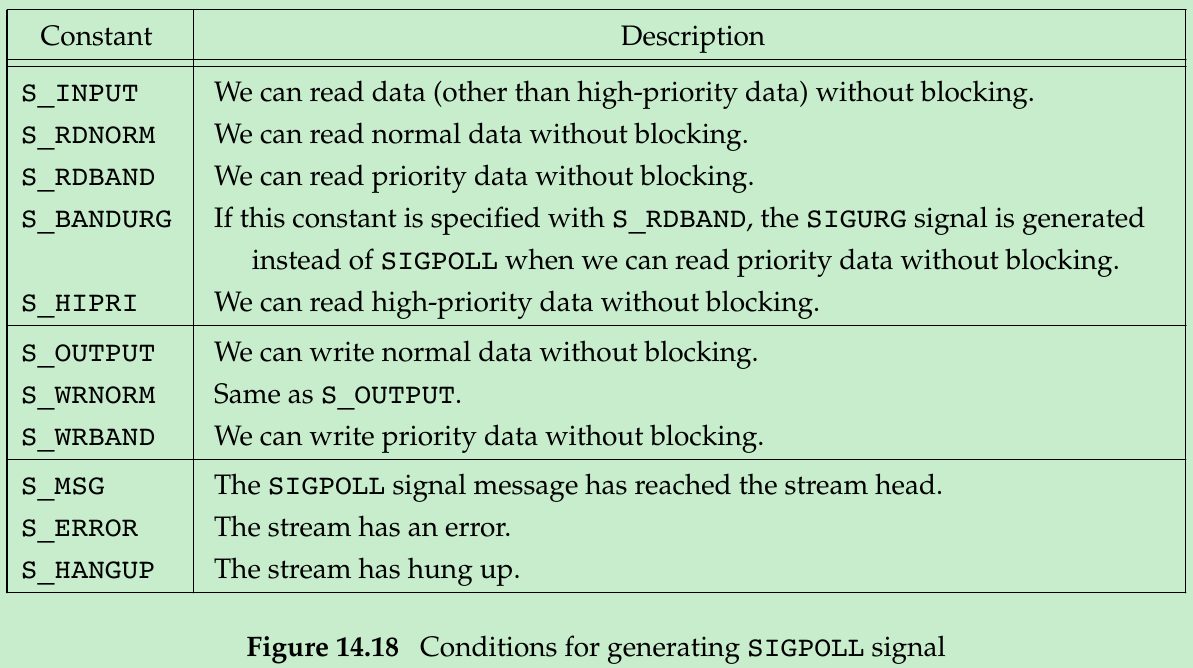 Constant Description
S_INPUT We can read data (other than high-priority data) without blocking.
S_RDNORM We can read normal data without blocking.
S_RDBAND We can read priority data without blocking.
S_BANDURG If this constant is specified with S_RDBAND, the SIGURG signal is generated
instead of SIGPOLL when we can read priority data without blocking.
S_HIPRI We can read high-priority data without blocking.
S_OUTPUT We can write normal data without blocking.
S_WRNORM Same as S_OUTPUT.
S_WRBAND We can write priority data without blocking.
S_MSG The SIGPOLL signal message has reached the stream head.
S_ERROR The stream has an error.
S_HANGUP The stream has hung up.
Figure 14.18 Conditions for generating SIGPOLL signal